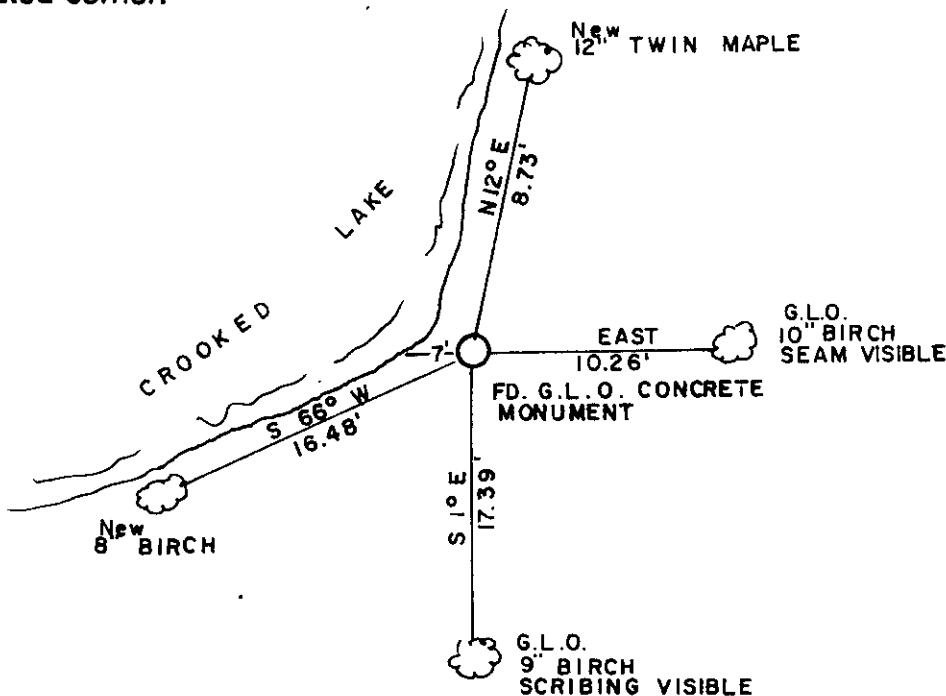 New
12" TWIN MAPLE
LAKE
N 12° E
8.73'
CROOKED
7'
EAST
10.26'
G.L.O.
10" BIRCH
SEAM VISIBLE
FD. G.L.O. CONCRETE
MONUMENT
S 66° W
16.48'
S 1° E
17.39'
New
8" BIRCH
G.L.O.
9" BIRCH
SCRIBING VISIBLE